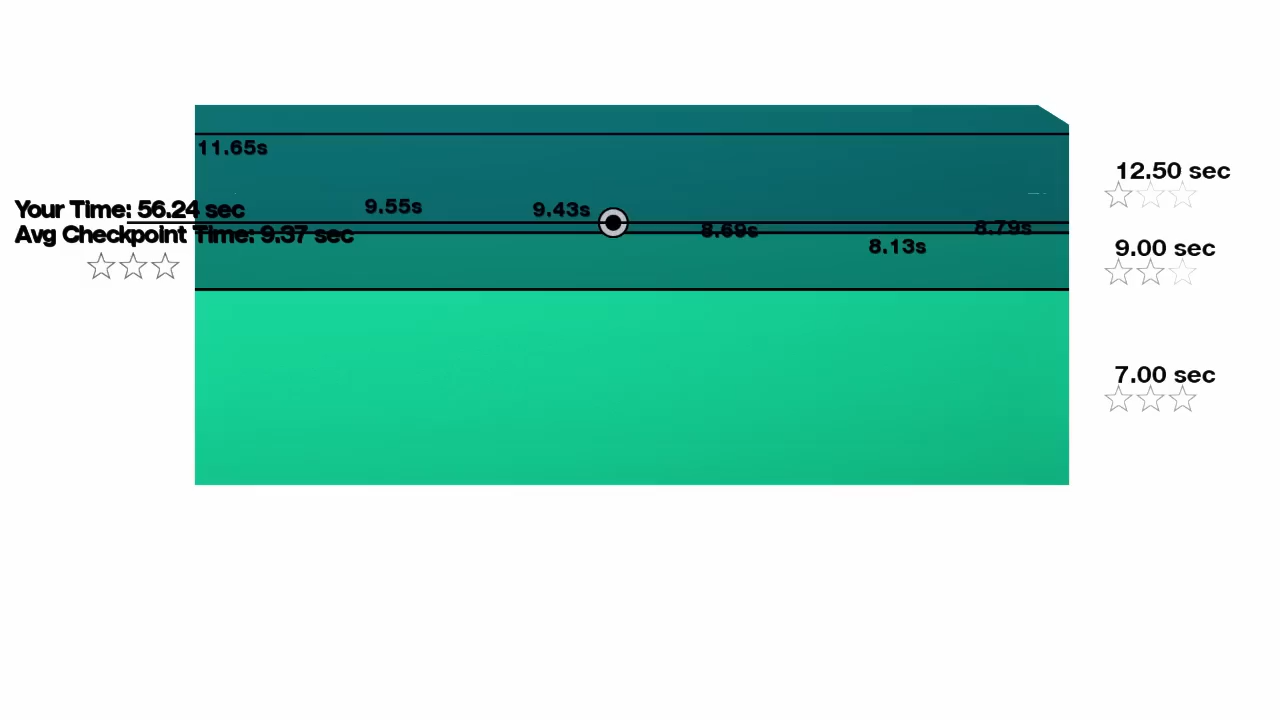 11.65s
12.50 sec
Your Time: 56.24 sec
9.55s
9.43s
8.69s
8.79s
Avg Checkpoint Time: 9.37 sec
8.13s
9.00 sec
7.00 sec